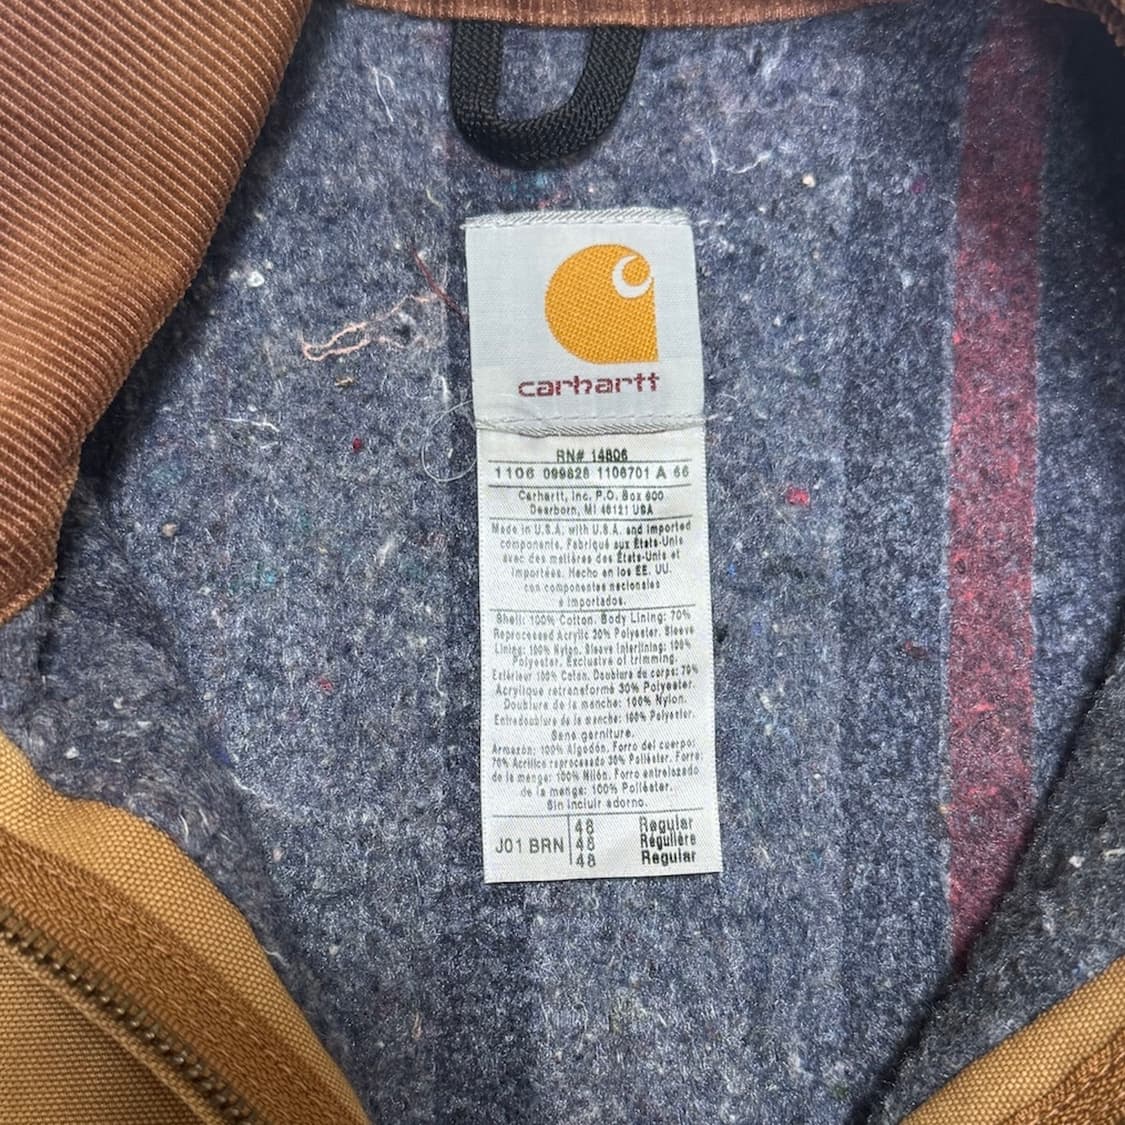 carhartt
RN# 14806
1106 099828 1106701 A 66
Carhartt, Inc. P.O. Box 600
Dearborn, MI 48121 USA
Made in U.S.A. with U.S.A. and imported
components. Fabriqué aux États-Unis
avec des matières des États-Unis et
importées. Hecho en los EE. UU.
con componentes nacionales
e importados.
Shell: 100% Cotton. Body Lining: 70%
Reprocessed Acrylic 30% Polyester. Sleeve
Lining: 100% Nylon. Sleeve Interlining: 100%
Polyester. Exclusive of trimming.
Extérieur 100% Coton. Doublure du corps: 70%
Acrylique retransformé 30% Polyester.
Doublure de la manche: 100% Nylon.
Entredoublure de la manche: 100% Polyester.
Sans garniture.
Armazón: 100% Algodón. Forro del cuerpo:
70% Acrílico reprocesado 30% Poliéster. Forro
de la manga: 100% Nilón. Forro entrelazado
de la manga: 100% Poliéster.
Sin incluir adorno.
J01 BRN
48 Regular
48 Régulière
48 Regular